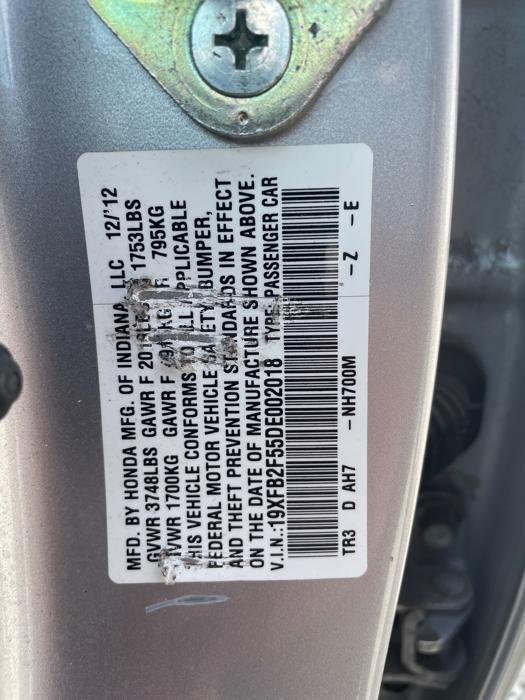 MFD. BY HONDA MFG. OF INDIANA, LLC 12/'12
GVWR 3748LBS GAWR F 1753LBS
GVWR 1700KG GAWR F 795KG
THIS VEHICLE CONFORMS APPLICABLE
FEDERAL MOTOR VEHICLE SAFETY, BUMPER,
AND THEFT PREVENTION STANDARDS IN EFFECT
ON THE DATE OF MANUFACTURE SHOWN ABOVE.
V.I.N.:19XFB2F55DE002018 TYPE:PASSENGER CAR
TR3 D AH7 -NH700M -Z -E